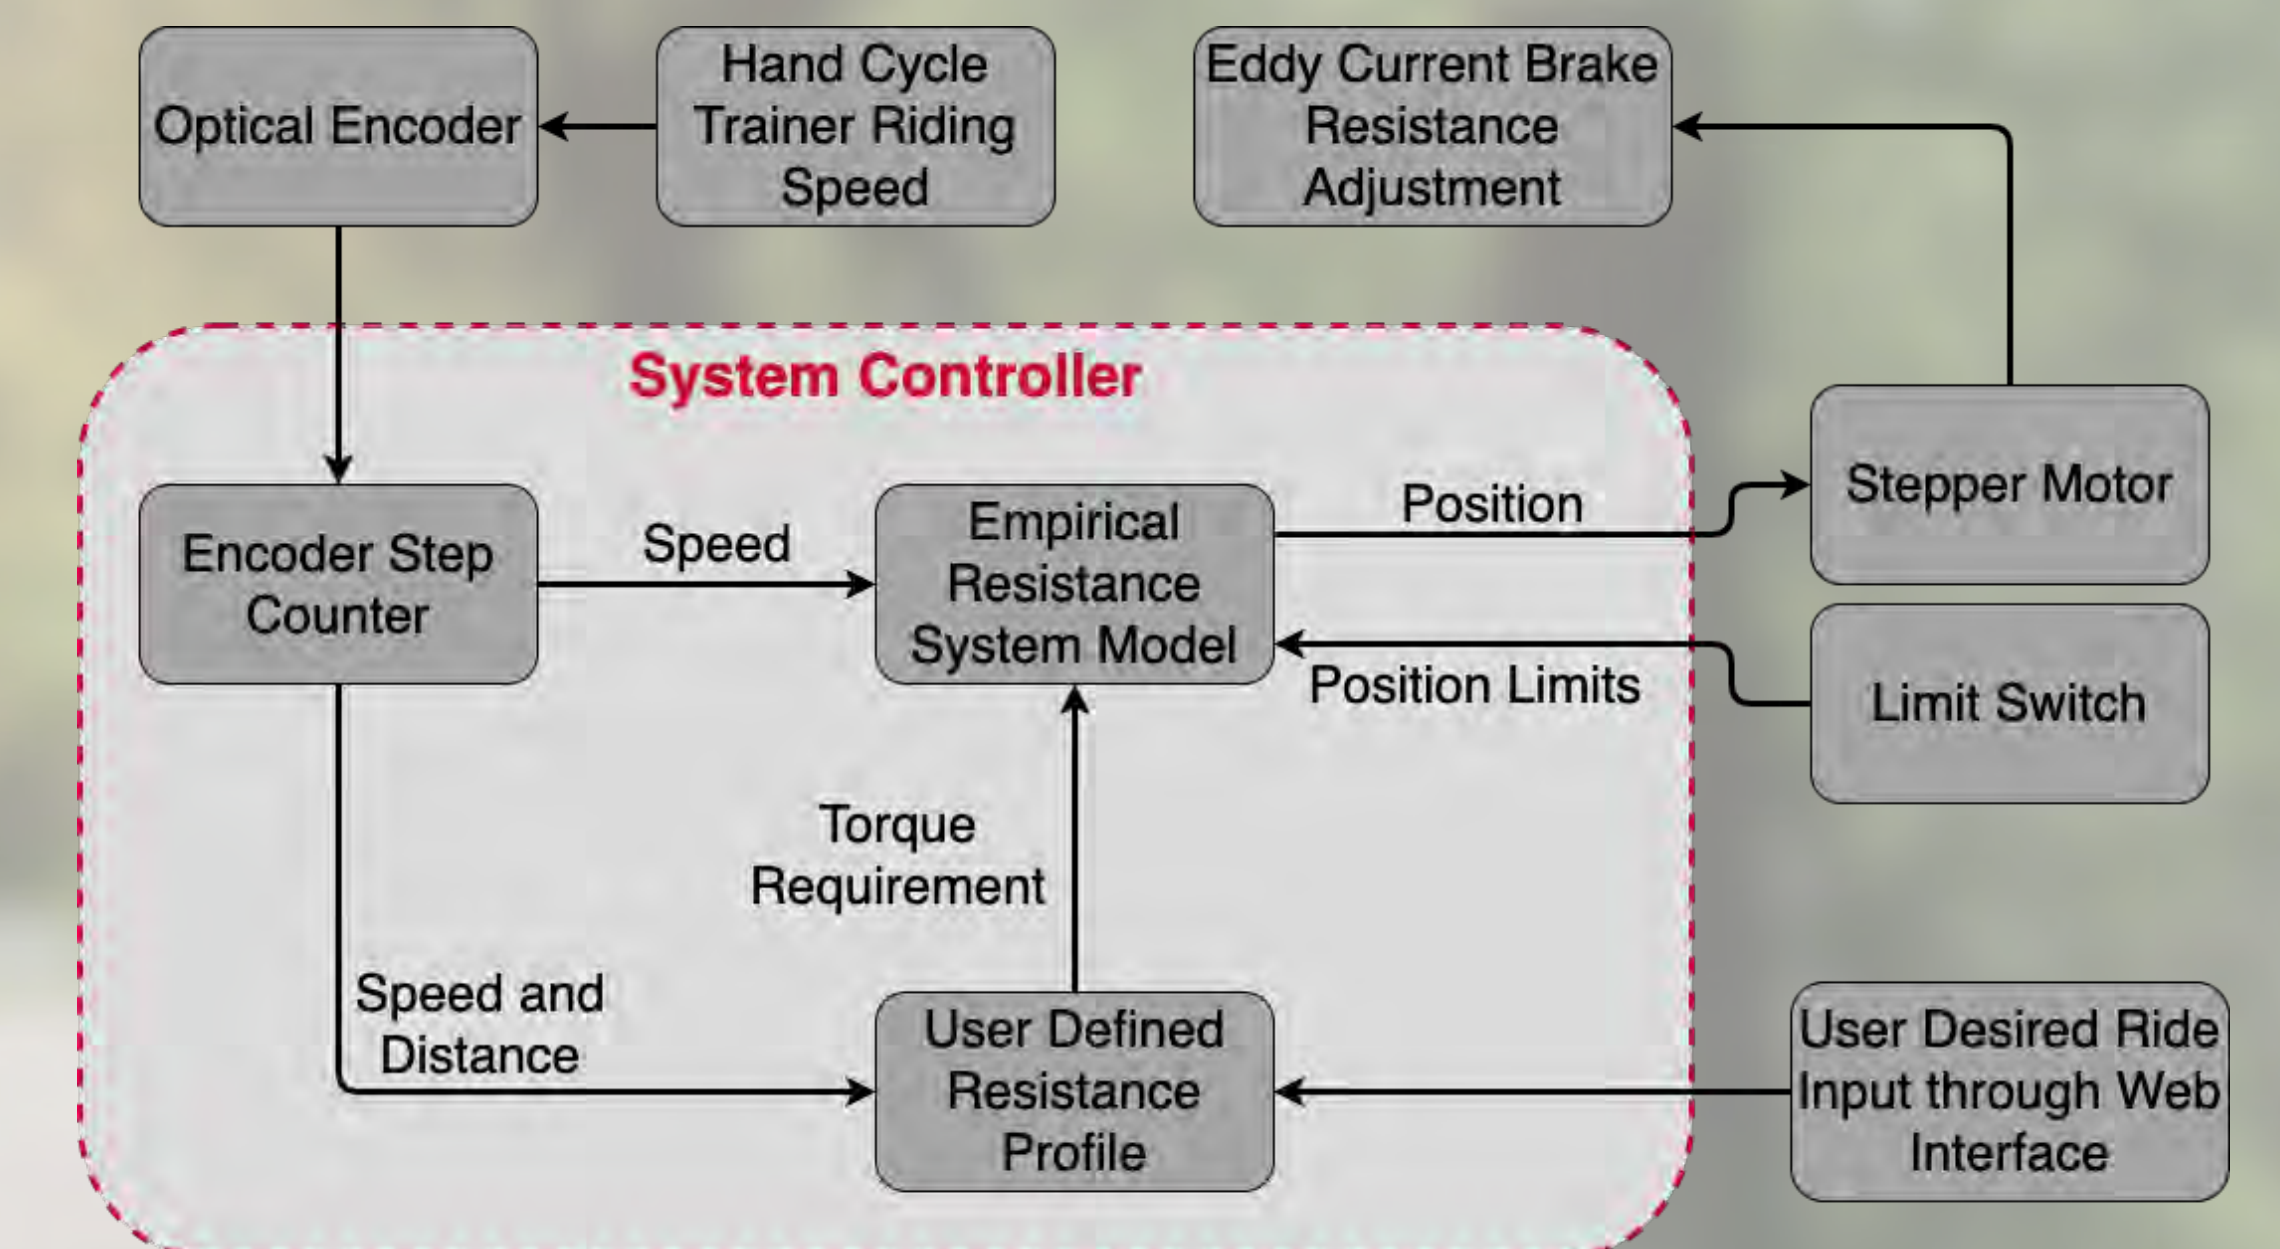 Optical Encoder
Hand Cycle
Trainer Riding
Speed
Eddy Current Brake
Resistance
Adjustment
System Controller
Encoder Step
Counter
Speed
Empirical
Resistance
System Model
Position
Stepper Motor
Position Limits
Limit Switch
Torque
Requirement
Speed and
Distance
User Defined
Resistance
Profile
User Desired Ride
Input through Web
Interface